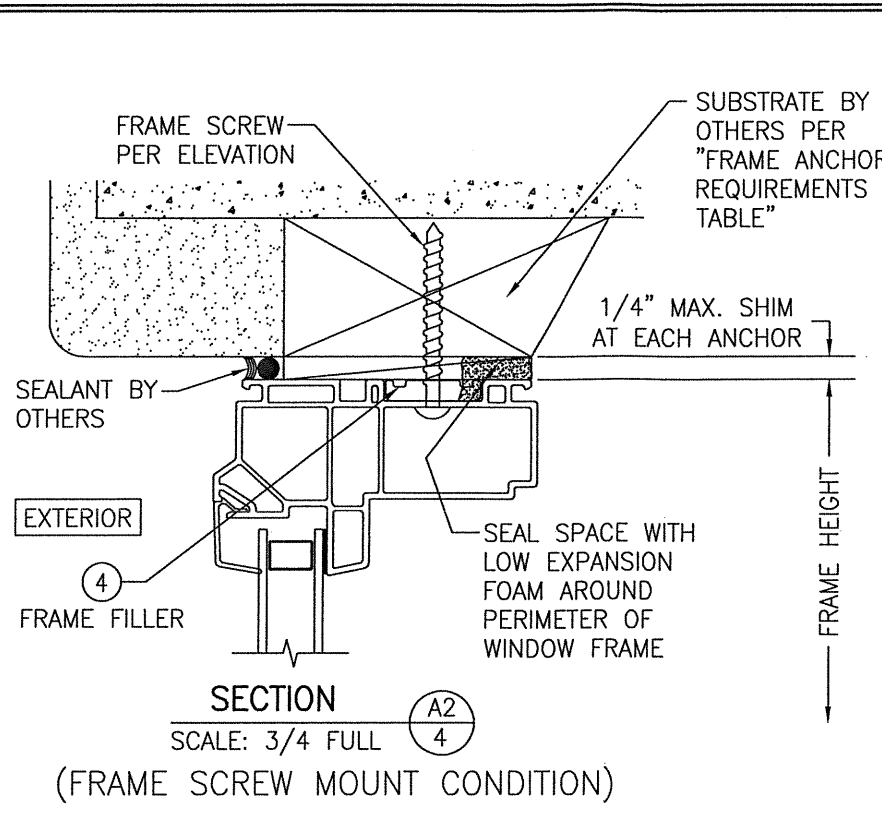 FRAME SCREW
PER ELEVATION
SUBSTRATE BY
OTHERS PER
"FRAME ANCHOR
REQUIREMENTS
TABLE"
1/4" MAX. SHIM
AT EACH ANCHOR
SEALANT BY
OTHERS
EXTERIOR
4
FRAME FILLER
SEAL SPACE WITH
LOW EXPANSION
FOAM AROUND
PERIMETER OF
WINDOW FRAME
FRAME HEIGHT
SECTION
A2
SCALE: 3/4 FULL
4
(FRAME SCREW MOUNT CONDITION)